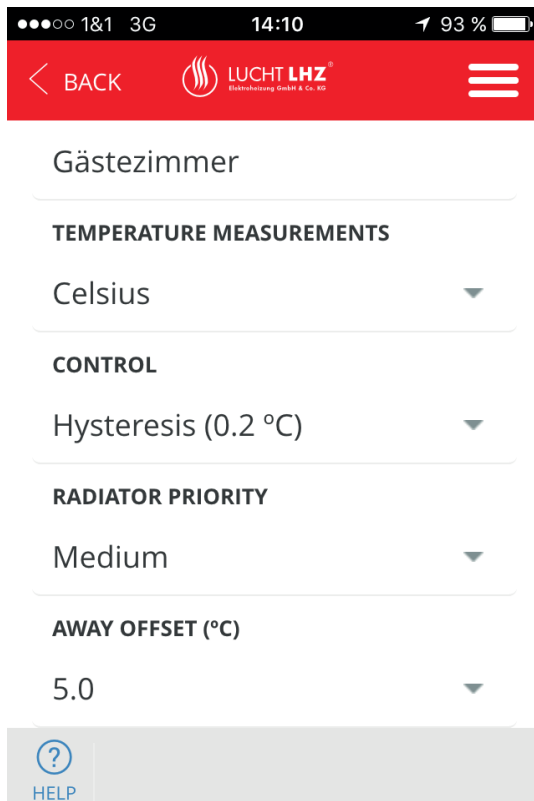 1&1 3G 14:10 93 %
BACK LUCHT LHZ®
Elektroheizung GmbH & Co. KG
Gästezimmer
TEMPERATURE MEASUREMENTS
Celsius
CONTROL
Hysteresis (0.2 ºC)
RADIATOR PRIORITY
Medium
AWAY OFFSET (ºC)
5.0
?
HELP